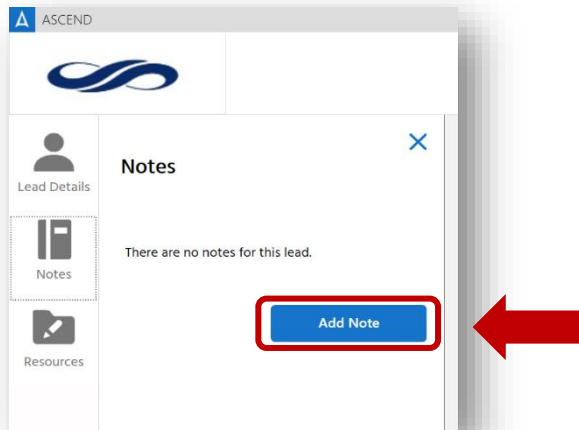 ASCEND
Lead Details
Notes
Resources
Notes
There are no notes for this lead.
Add Note